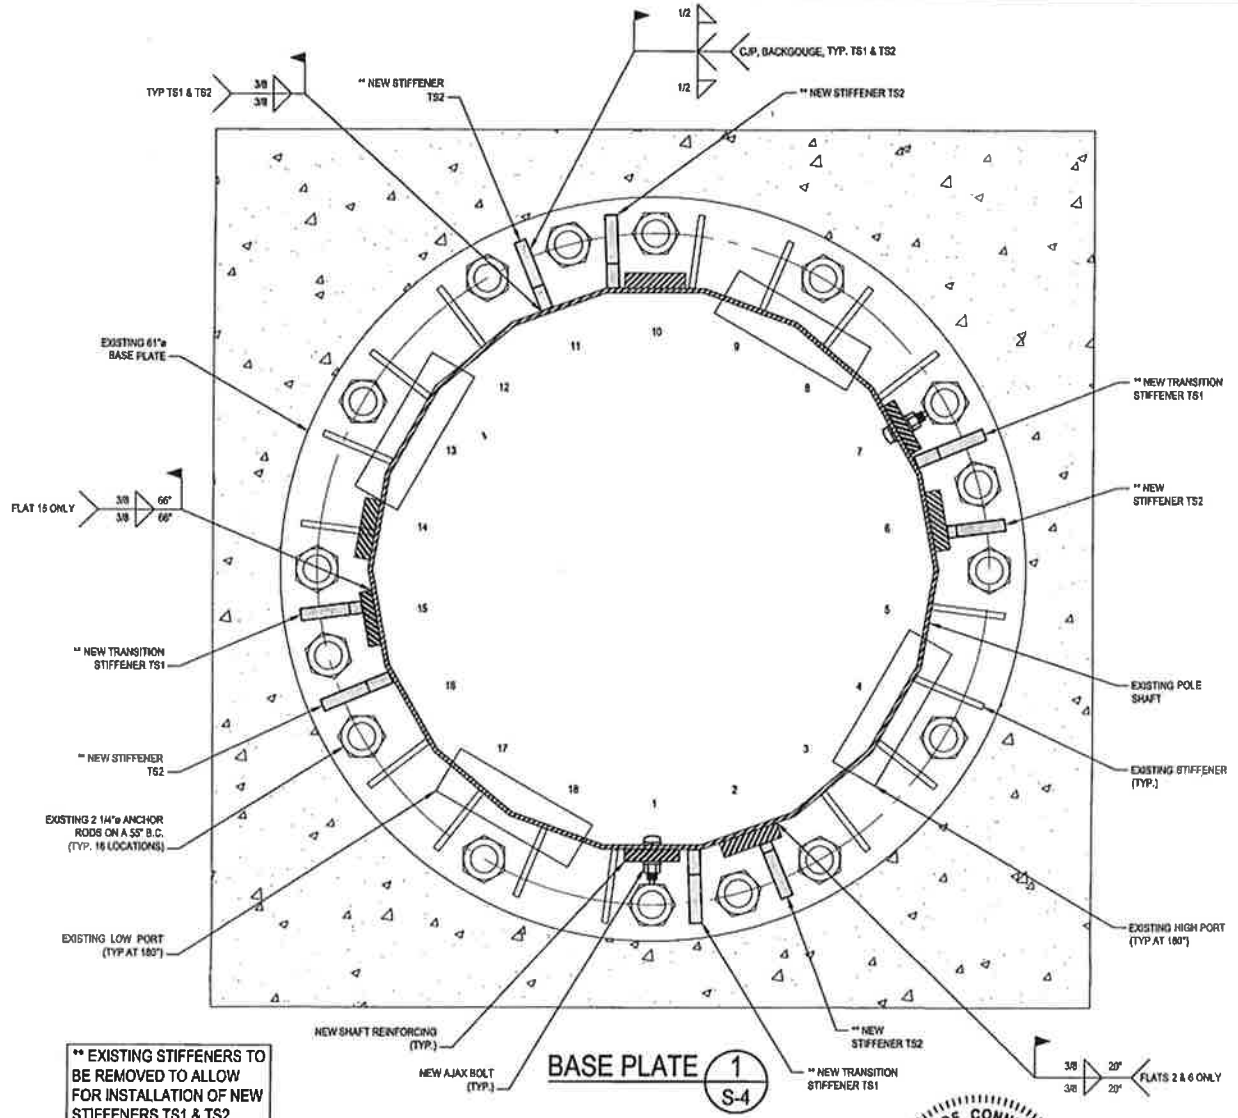 1/2
CJP, BACKGOUGE, TYP. TS1 & TS2
1/2
TYP TS1 & TS2
3/8
3/8
** NEW STIFFENER
TS2
** NEW STIFFENER TS2
EXISTING 61"ø
BASE PLATE
** NEW TRANSITION
STIFFENER TS1
** NEW
STIFFENER TS2
FLAT 15 ONLY
3/8 66"
3/8 66"
10
11
9
12
8
13
7
14
6
15
5
16
4
17
3
18
1
2
** NEW TRANSITION
STIFFENER TS1
EXISTING POLE
SHAFT
** NEW STIFFENER
TS2
EXISTING STIFFENER
(TYP.)
EXISTING 2 1/4"ø ANCHOR
RODS ON A 55" B.C.
(TYP. 16 LOCATIONS)
EXISTING LOW PORT
(TYP AT 180°)
EXISTING HIGH PORT
(TYP AT 180°)
NEW SHAFT REINFORCING
(TYP.)
** NEW
STIFFENER TS2
NEW AJAX BOLT
(TYP.)
** NEW TRANSITION
STIFFENER TS1
3/8 20"
3/8 20"
FLATS 2 & 6 ONLY
BASE PLATE
1
S-4
** EXISTING STIFFENERS TO
BE REMOVED TO ALLOW
FOR INSTALLATION OF NEW
STIFFENERS TS1 & TS2